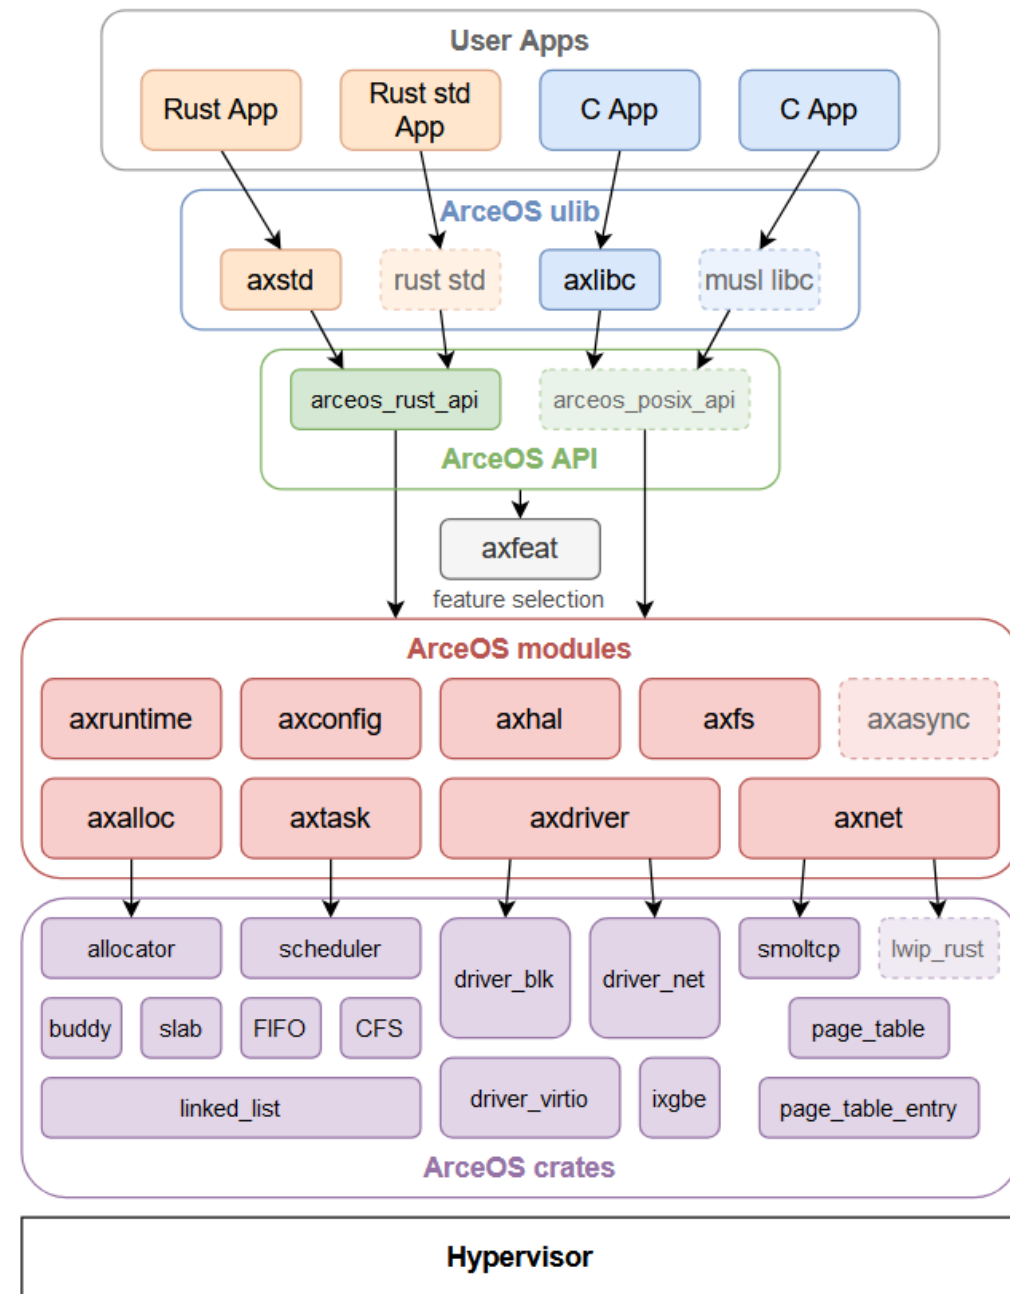 User Apps
Rust App
Rust std
App
C App
C App
ArceOS ulib
axstd
rust std
axlibc
musl libc
arceos_rust_api
arceos_posix_api
ArceOS API
axfeat
feature selection
ArceOS modules
axruntime
axconfig
axhal
axfs
axasync
axalloc
axtask
axdriver
axnet
allocator
scheduler
driver_blk
driver_net
smoltcp
lwip_rust
buddy
slab
FIFO
CFS
page_table
linked_list
driver_virtio
ixgbe
page_table_entry
ArceOS crates
Hypervisor